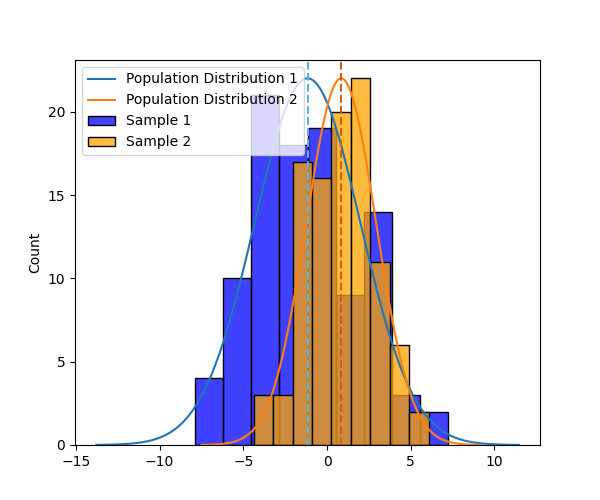 Population Distribution 1
Population Distribution 2
Sample 1
Sample 2
Count
20
15
10
5
0
−15
−10
−5
0
5
10